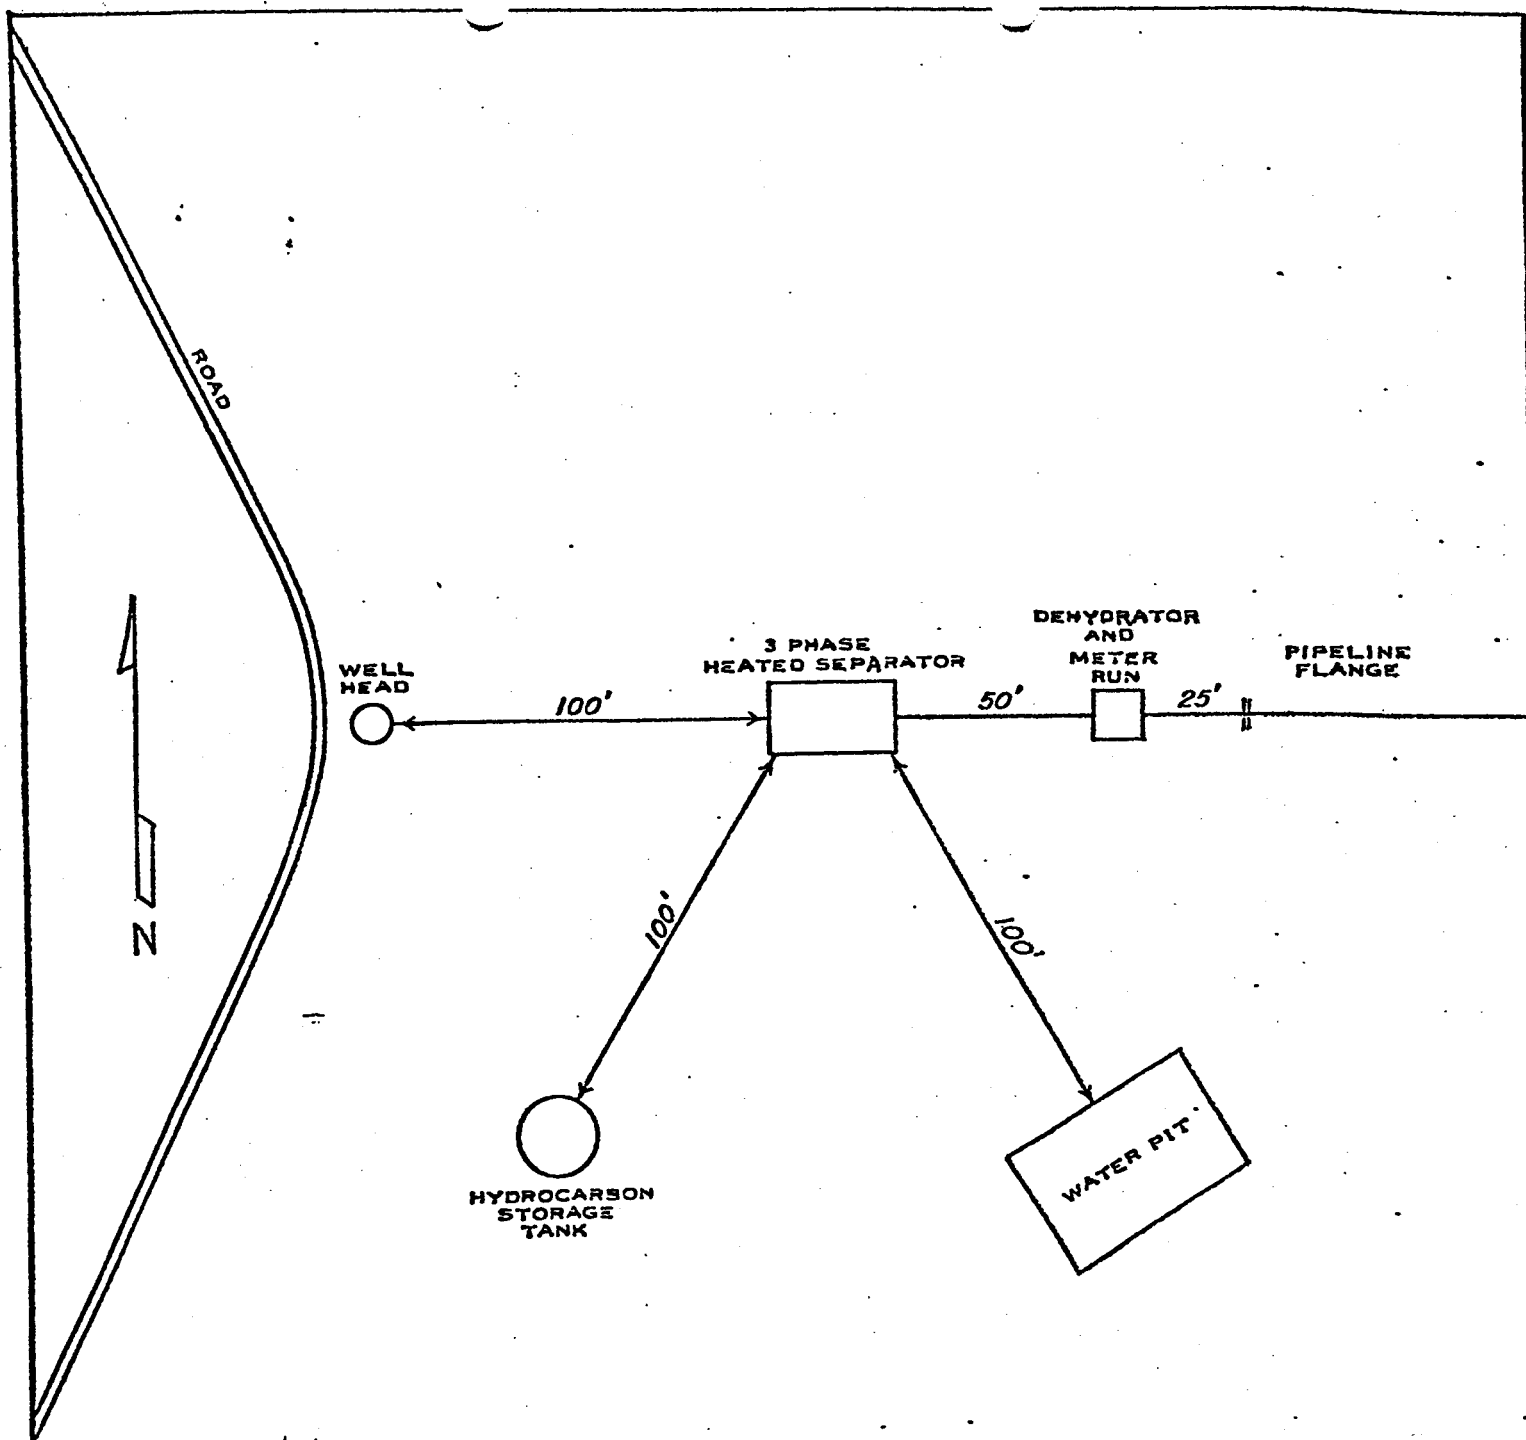 ROAD
WELL
HEAD
100'
3 PHASE
HEATED SEPARATOR
50'
DEHYDRATOR
AND
METER
RUN
25'
PIPELINE
FLANGE
100'
100'
N
HYDROCARBON
STORAGE
TANK
WATER PIT